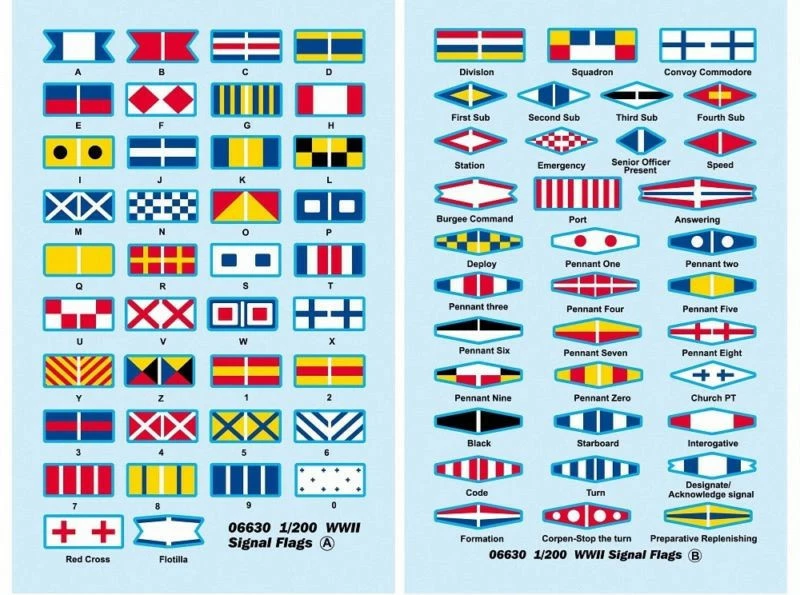 A B C D
E F G H
I J K L
M N O P
Q R S T
U V W X
Y Z 1 2
3 4 5 6
7 8 9 0
Red Cross Flotilla
06630 1/200 WWII
Signal Flags A
Division Squadron Convoy Commodore
First Sub Second Sub Third Sub Fourth Sub
Station Emergency Senior Officer Speed
Present
Burgee Command Port Answering
Deploy Pennant One Pennant two
Pennant three Pennant Four Pennant Five
Pennant Six Pennant Seven Pennant Eight
Pennant Nine Pennant Zero Church PT
Black Starboard Interogative
Code Turn Designate/
Acknowledge signal
Formation Corpen-Stop the turn Preparative Replenishing
06630 1/200 WWII Signal Flags B